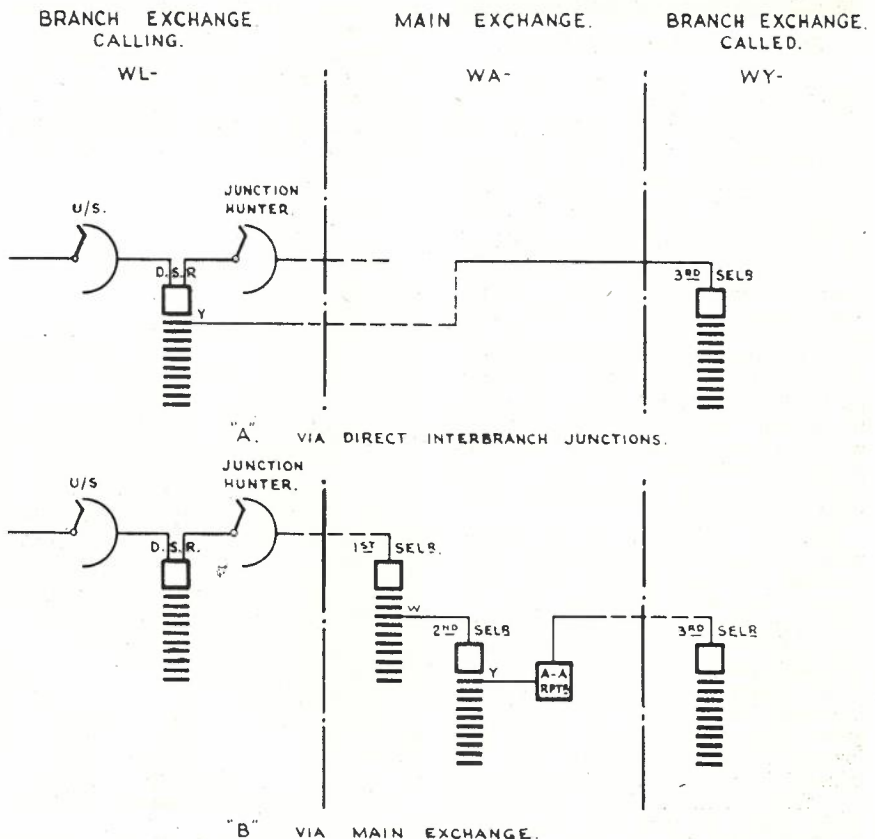 BRANCH EXCHANGE. MAIN EXCHANGE. BRANCH EXCHANGE.
CALLING. CALLED.
WL- WA- WY-
U/S. JUNCTION
HUNTER.
D.S.R
Y
3RD SELR
"A". VIA DIRECT INTERBRANCH JUNCTIONS.
U/S JUNCTION
HUNTER.
D.S.R. 1ST SELR.
W
2ND SELR 3RD SELR
Y A-A
RPTR
"B" VIA MAIN EXCHANGE.